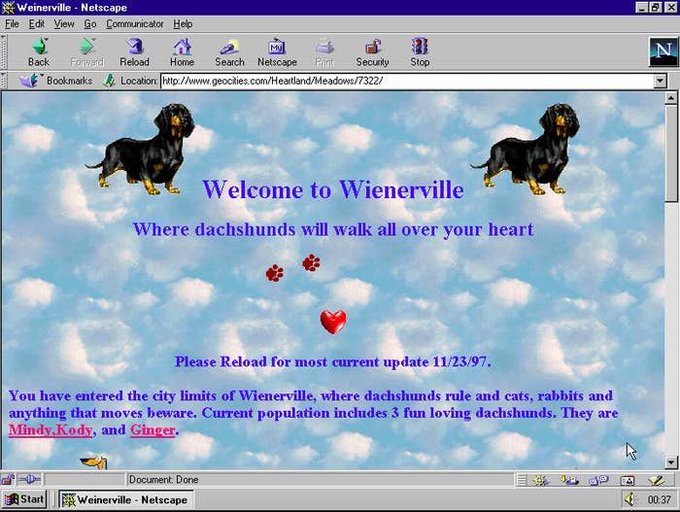 Weinerville - Netscape
File Edit View Go Communicator Help
Back Forward Reload Home Search Netscape Print Security Stop
N
Bookmarks Location: http://www.geocities.com/Heartland/Meadows/7322/
Welcome to Wienerville
Where dachshunds will walk all over your heart
Please Reload for most current update 11/23/97.
You have entered the city limits of Wienerville, where dachshunds rule and cats, rabbits and
anything that moves beware. Current population includes 3 fun loving dachshunds. They are
Mindy,Kody, and Ginger.
Document: Done
Start Weinerville - Netscape 00:37